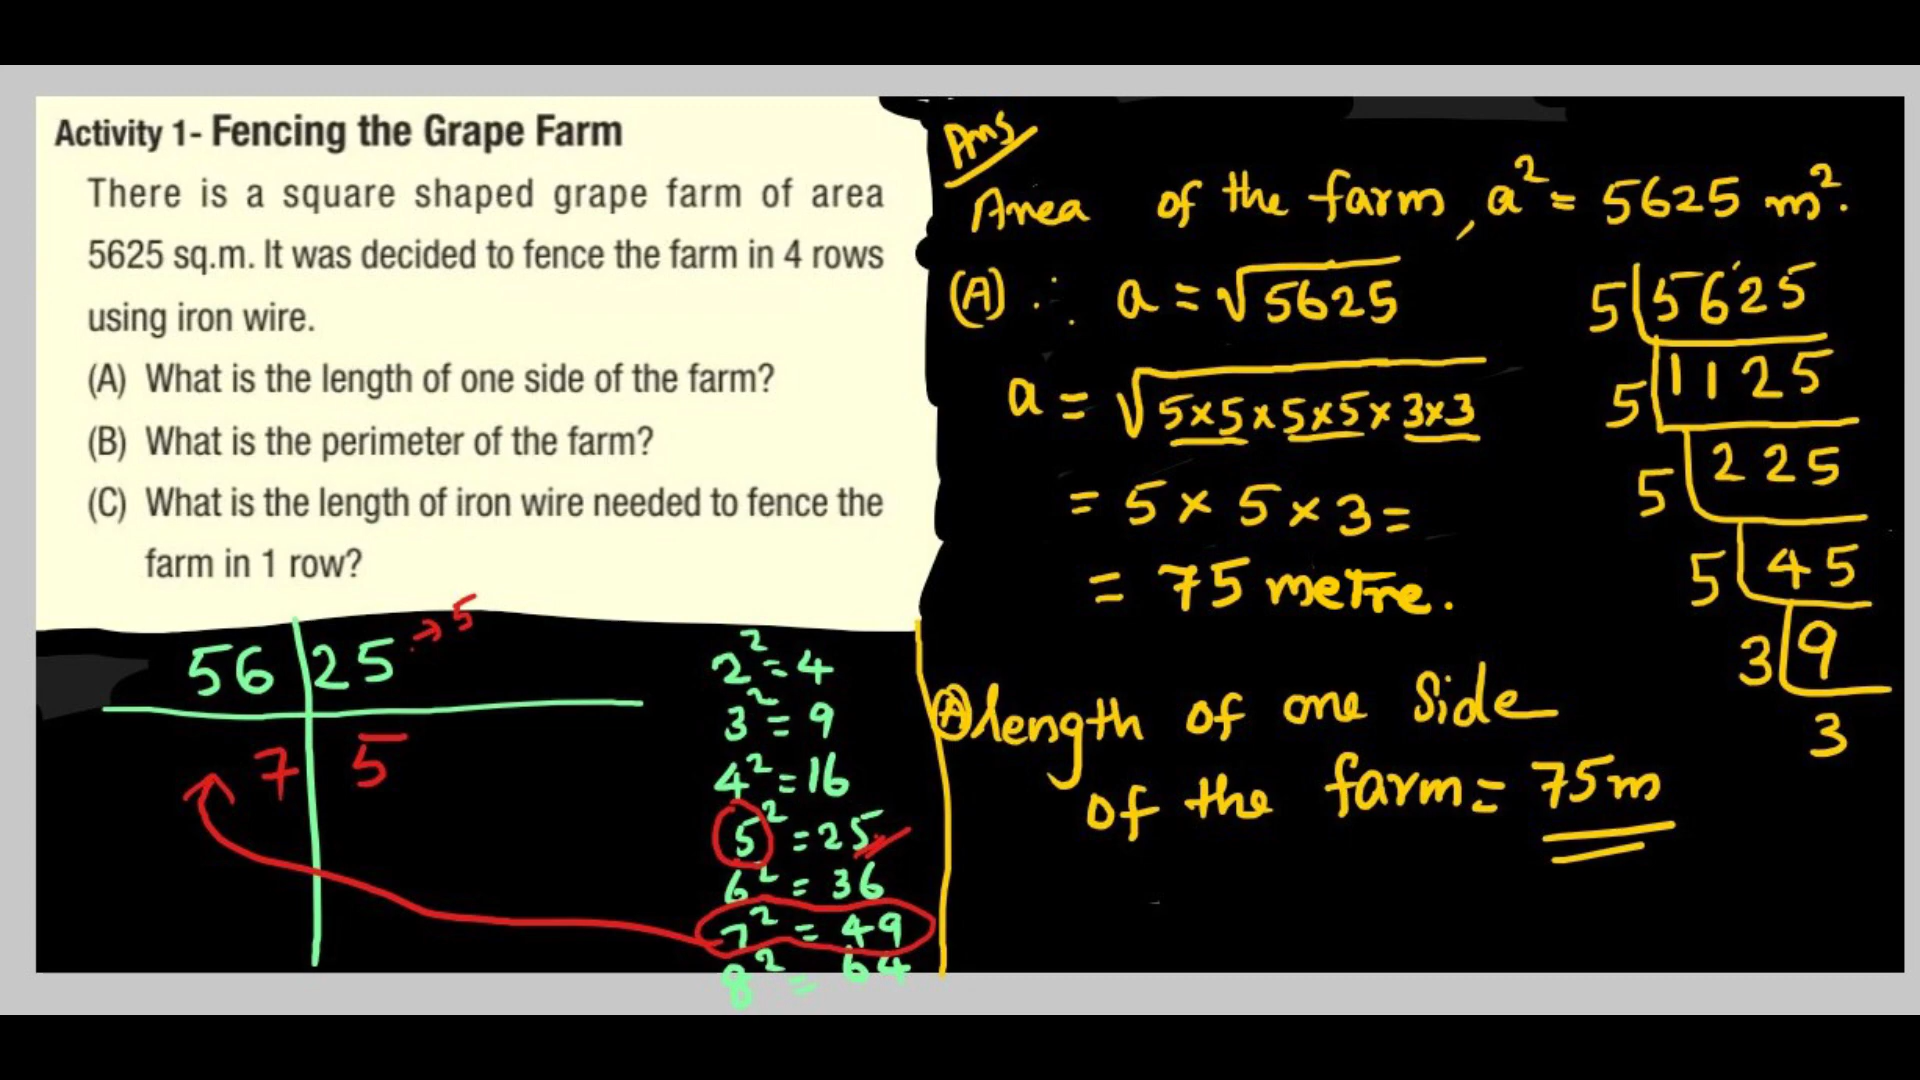 Activity 1- Fencing the Grape Farm
There is a square shaped grape farm of area
5625 sq.m. It was decided to fence the farm in 4 rows
using iron wire.
(A) What is the length of one side of the farm?
(B) What is the perimeter of the farm?
(C) What is the length of iron wire needed to fence the
farm in 1 row?
56 25 → 5
7 5
2² = 4
3² = 9
4² = 16
5² = 25
6² = 36
7² = 49
8² = 64
Ans
Area of the farm, a² = 5625 m².
(A) ∴ a = √5625
a = √5×5×5×5×3×3
= 5 × 5 × 3 =
= 75 metre.
(A) length of one side
of the farm = 75m
5 5625
5 1125
5 225
5 45
3 9
3